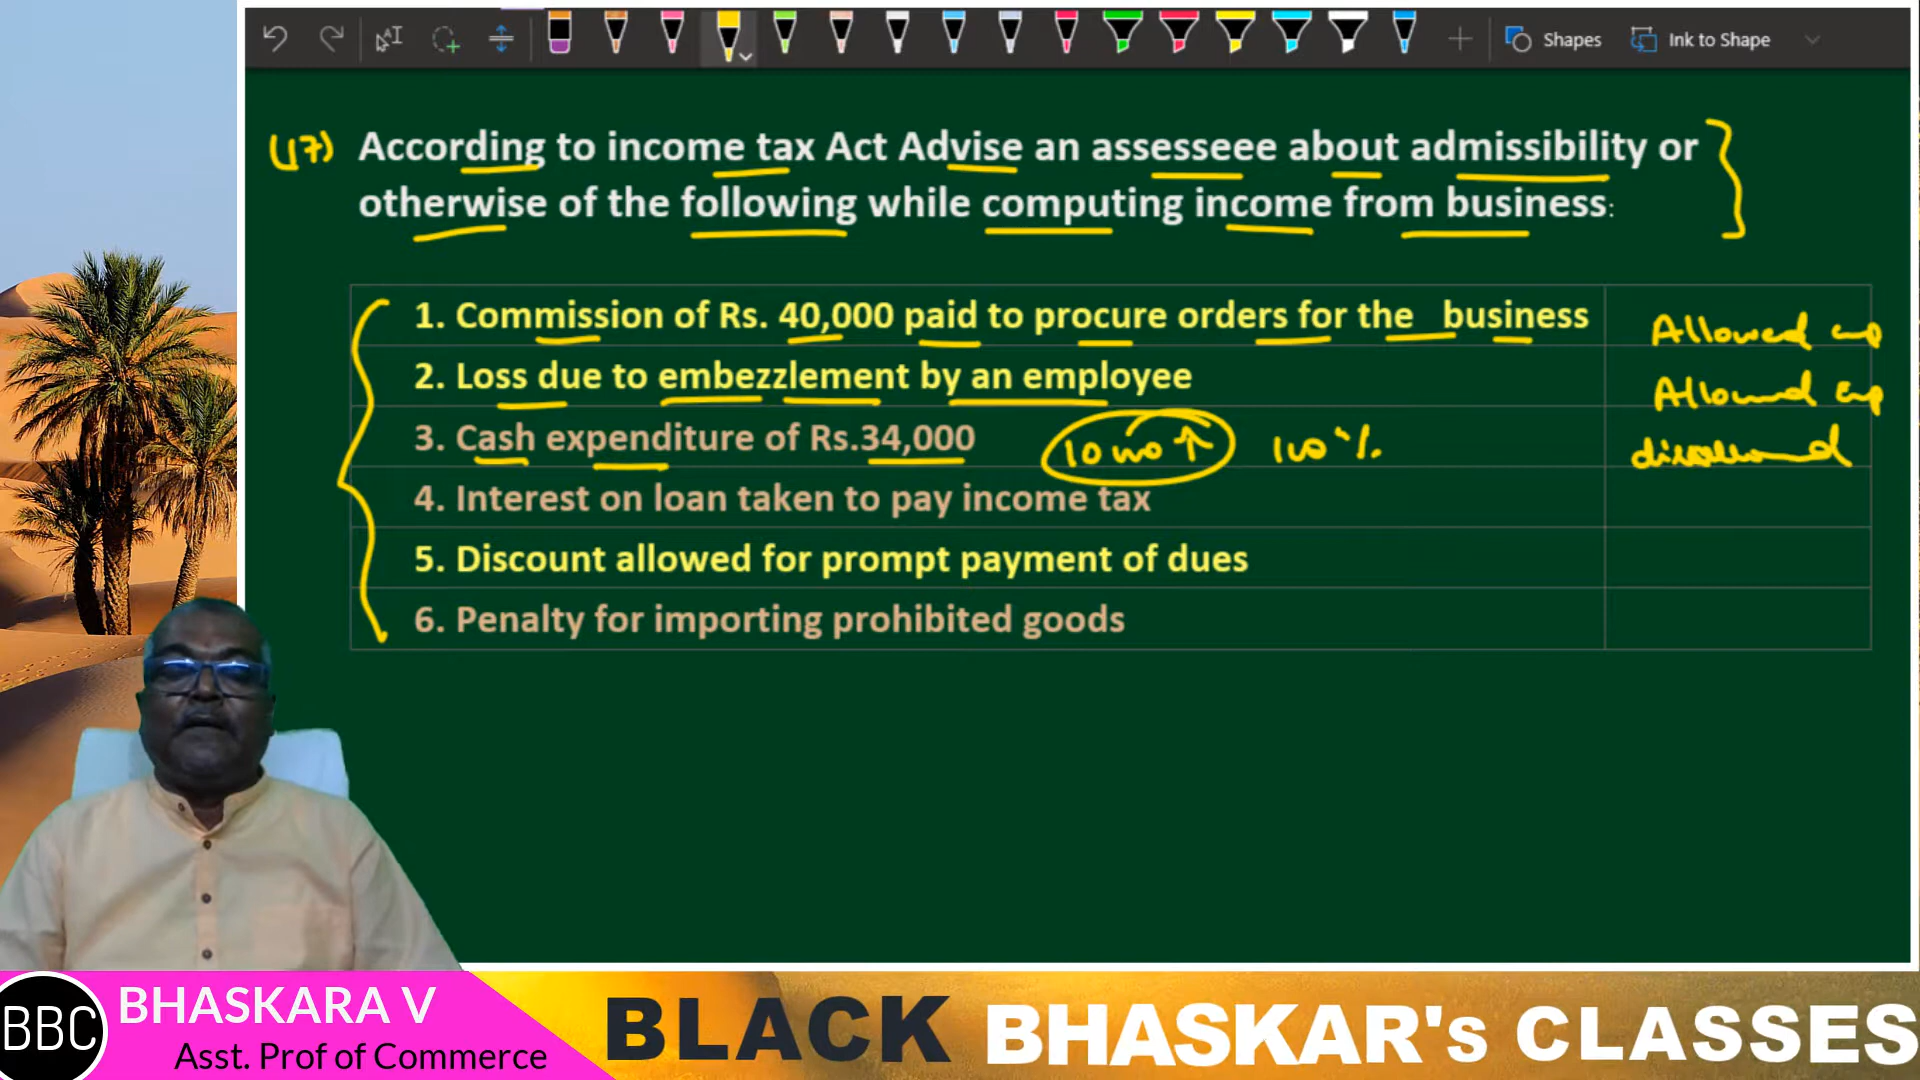 Shapes Ink to Shape
(17) According to income tax Act Advise an assesseee about admissibility or
otherwise of the following while computing income from business:
1. Commission of Rs. 40,000 paid to procure orders for the business Allowed exp
2. Loss due to embezzlement by an employee Allowed exp
3. Cash expenditure of Rs.34,000 10000↑ 100% disallowed
4. Interest on loan taken to pay income tax
5. Discount allowed for prompt payment of dues
6. Penalty for importing prohibited goods
BBC BHASKARA V
Asst. Prof of Commerce
BLACK BHASKAR's CLASSES